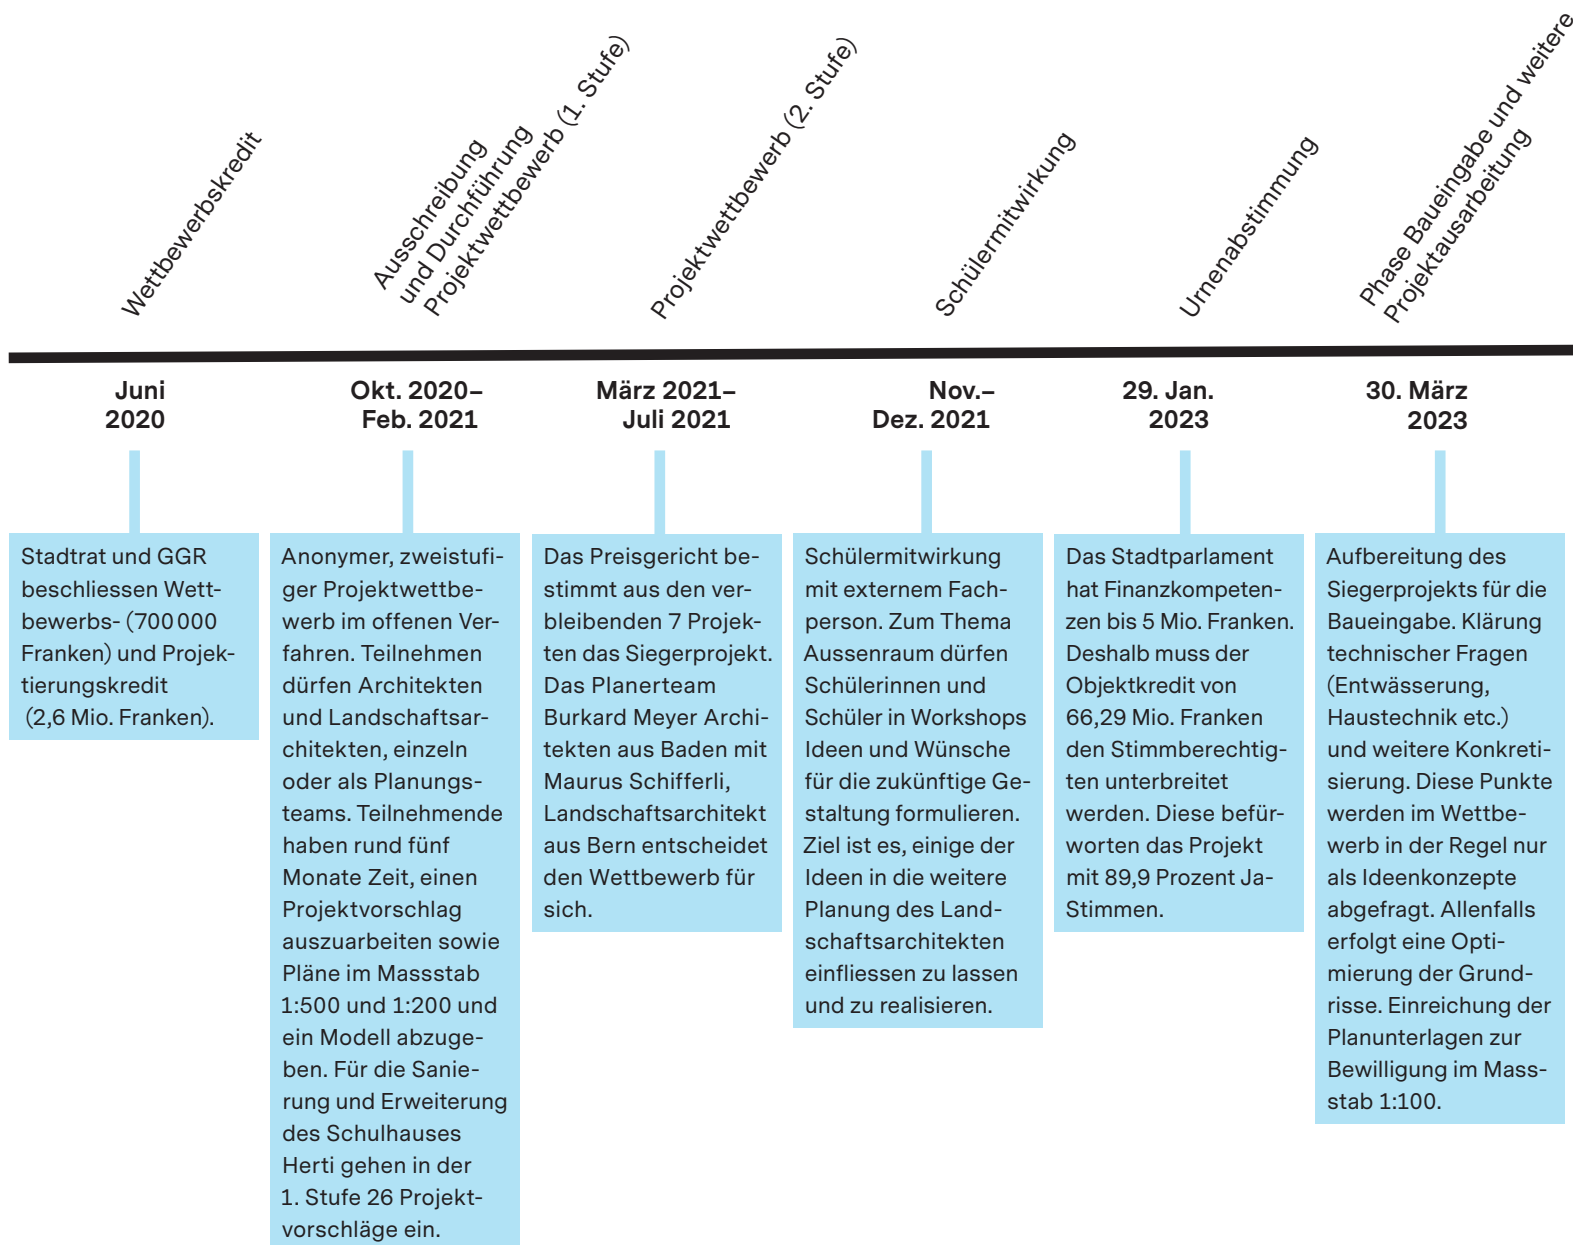 Wettbewerbskredit
Ausschreibung
und Durchführung
Projektwettbewerb (1. Stufe)
Projektwettbewerb (2. Stufe)
Schülermitwirkung
Urnenabstimmung
Phase Baueingabe und weitere
Projektausarbeitung
Juni
2020
Okt. 2020–
Feb. 2021
März 2021–
Juli 2021
Nov.–
Dez. 2021
29. Jan.
2023
30. März
2023
Stadtrat und GGR
beschliessen Wett-
bewerbs- (700 000
Franken) und Projek-
tierungskredit
(2,6 Mio. Franken).
Anonymer, zweistufi-
ger Projektwettbe-
werb im offenen Ver-
fahren. Teilnehmen
dürfen Architekten
und Landschaftsar-
chitekten, einzeln
oder als Planungs-
teams. Teilnehmende
haben rund fünf
Monate Zeit, einen
Projektvorschlag
auszuarbeiten sowie
Pläne im Massstab
1:500 und 1:200 und
ein Modell abzuge-
ben. Für die Sanie-
rung und Erweiterung
des Schulhauses
Herti gehen in der
1. Stufe 26 Projekt-
vorschläge ein.
Das Preisgericht be-
stimmt aus den ver-
bleibenden 7 Projek-
ten das Siegerprojekt.
Das Planerteam
Burkard Meyer Archi-
tekten aus Baden mit
Maurus Schifferli,
Landschaftsarchitekt
aus Bern entscheidet
den Wettbewerb für
sich.
Schülermitwirkung
mit externem Fach-
person. Zum Thema
Aussenraum dürfen
Schülerinnen und
Schüler in Workshops
Ideen und Wünsche
für die zukünftige Ge-
staltung formulieren.
Ziel ist es, einige der
Ideen in die weitere
Planung des Land-
schaftsarchitekten
einfliessen zu lassen
und zu realisieren.
Das Stadtparlament
hat Finanzkompeten-
zen bis 5 Mio. Franken.
Deshalb muss der
Objektkredit von
66,29 Mio. Franken
den Stimmberechtig-
ten unterbreitet
werden. Diese befür-
worten das Projekt
mit 89,9 Prozent Ja-
Stimmen.
Aufbereitung des
Siegerprojekts für die
Baueingabe. Klärung
technischer Fragen
(Entwässerung,
Haustechnik etc.)
und weitere Konkreti-
sierung. Diese Punkte
werden im Wettbe-
werb in der Regel nur
als Ideenkonzepte
abgefragt. Allenfalls
erfolgt eine Opti-
mierung der Grund-
risse. Einreichung der
Planunterlagen zur
Bewilligung im Mass-
stab 1:100.